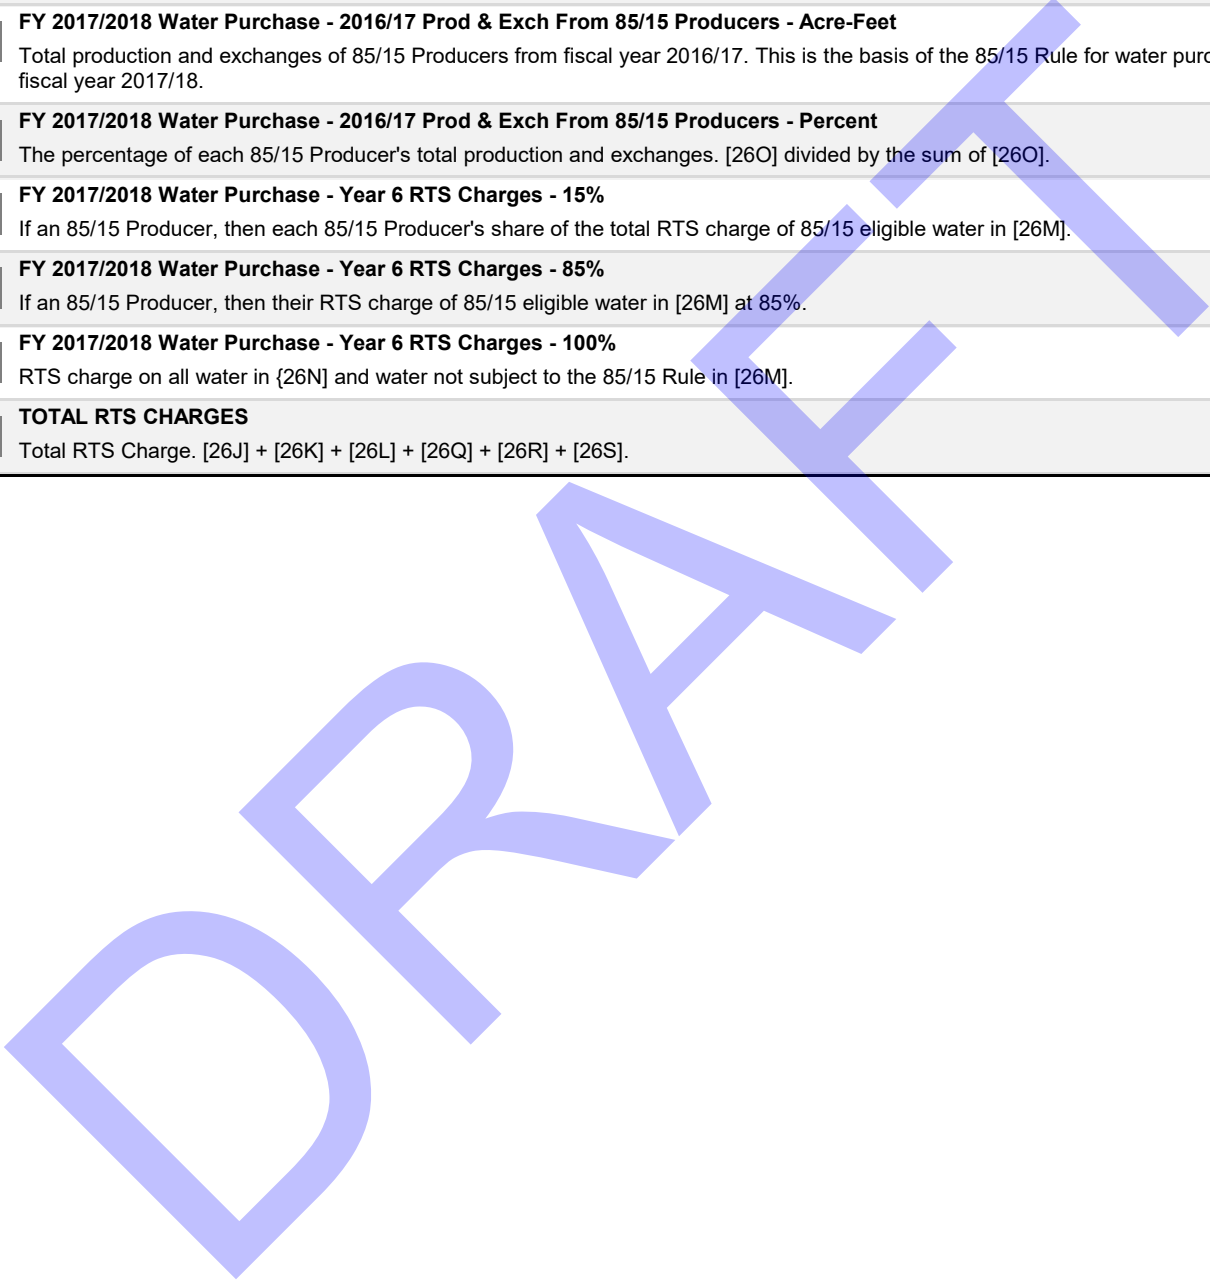 FY 2017/2018 Water Purchase - 2016/17 Prod & Exch From 85/15 Producers - Acre-Feet
Total production and exchanges of 85/15 Producers from fiscal year 2016/17. This is the basis of the 85/15 Rule for water
fiscal year 2017/18.
FY 2017/2018 Water Purchase - 2016/17 Prod & Exch From 85/15 Producers - Percent
The percentage of each 85/15 Producer's total production and exchanges. [26O] divided by the sum of [26O].
FY 2017/2018 Water Purchase - Year 6 RTS Charges - 15%
If an 85/15 Producer, then each 85/15 Producer's share of the total RTS charge of 85/15 eligible water in [26M].
FY 2017/2018 Water Purchase - Year 6 RTS Charges - 85%
If an 85/15 Producer, then their RTS charge of 85/15 eligible water in [26M] at 85%.
FY 2017/2018 Water Purchase - Year 6 RTS Charges - 100%
RTS charge on all water in {26N] and water not subject to the 85/15 Rule in [26M].
TOTAL RTS CHARGES
Total RTS Charge. [26J] + [26K] + [26L] + [26Q] + [26R] + [26S].
DRAFT